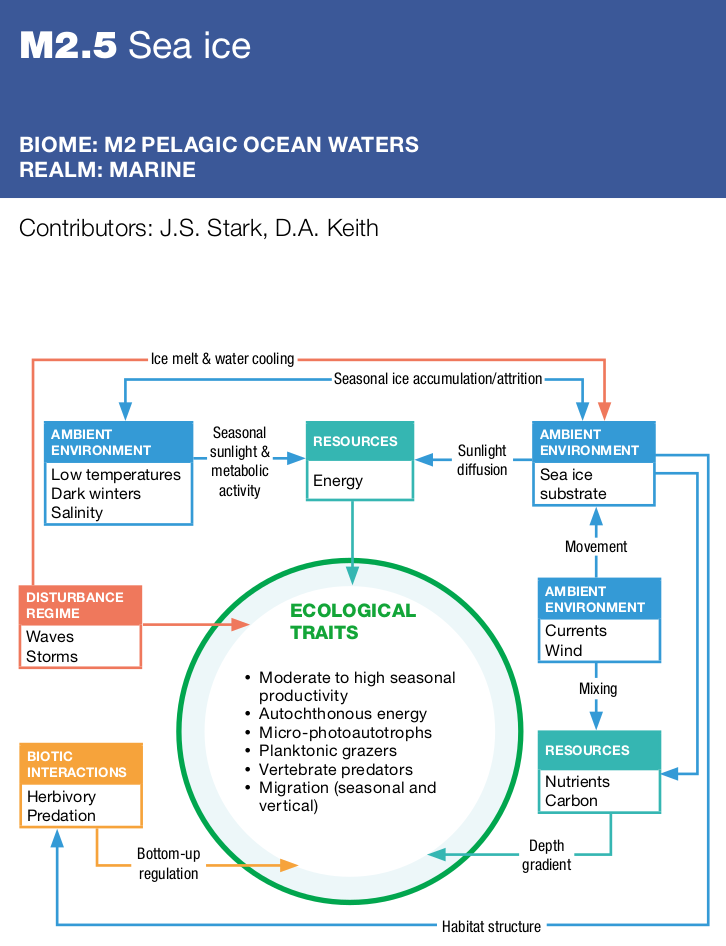 M2.5 Sea ice
BIOME: M2 PELAGIC OCEAN WATERS
REALM: MARINE
Contributors: J.S. Stark, D.A. Keith
Ice melt & water cooling
Seasonal ice accumulation/attrition
AMBIENT
ENVIRONMENT
Low temperatures
Dark winters
Salinity
Seasonal
sunlight &
metabolic
activity
RESOURCES
Energy
Sunlight
diffusion
AMBIENT
ENVIRONMENT
Sea ice
substrate
Movement
DISTURBANCE
REGIME
Waves
Storms
ECOLOGICAL
TRAITS
• Moderate to high seasonal
productivity
• Autochthonous energy
• Micro-photoautotrophs
• Planktonic grazers
• Vertebrate predators
• Migration (seasonal and
vertical)
AMBIENT
ENVIRONMENT
Currents
Wind
Mixing
RESOURCES
Nutrients
Carbon
BIOTIC
INTERACTIONS
Herbivory
Predation
Bottom-up
regulation
Depth
gradient
Habitat structure